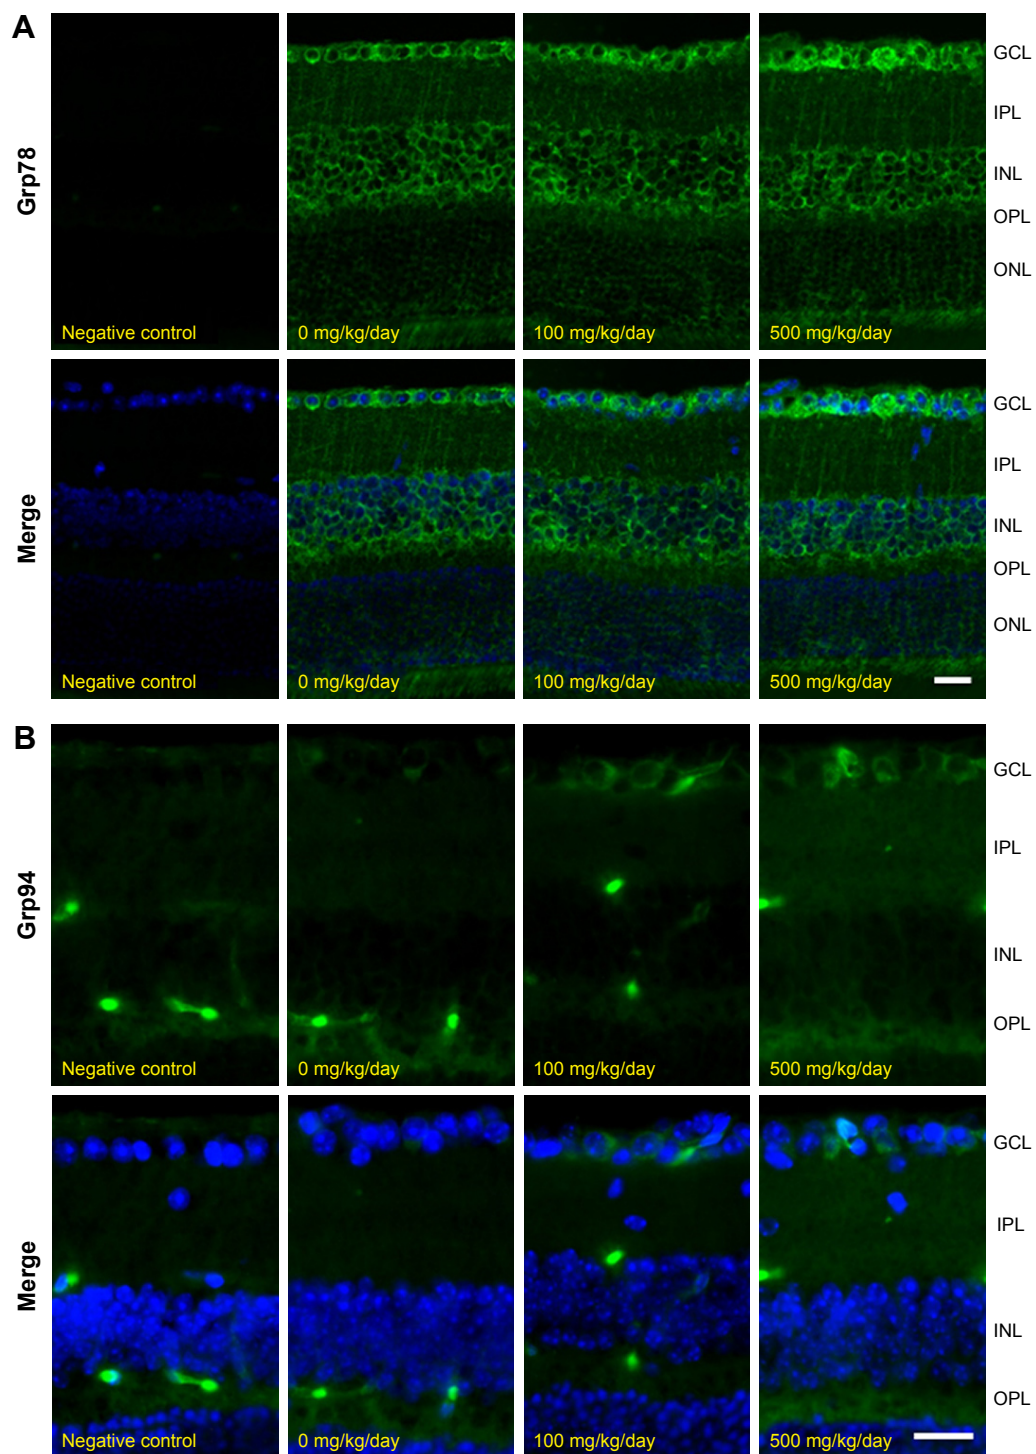 A
Grp78
Negative control
0 mg/kg/day
100 mg/kg/day
500 mg/kg/day
GCL
IPL
INL
OPL
ONL
Merge
Negative control
0 mg/kg/day
100 mg/kg/day
500 mg/kg/day
GCL
IPL
INL
OPL
ONL
B
Grp94
Negative control
0 mg/kg/day
100 mg/kg/day
500 mg/kg/day
GCL
IPL
INL
OPL
Merge
Negative control
0 mg/kg/day
100 mg/kg/day
500 mg/kg/day
GCL
IPL
INL
OPL